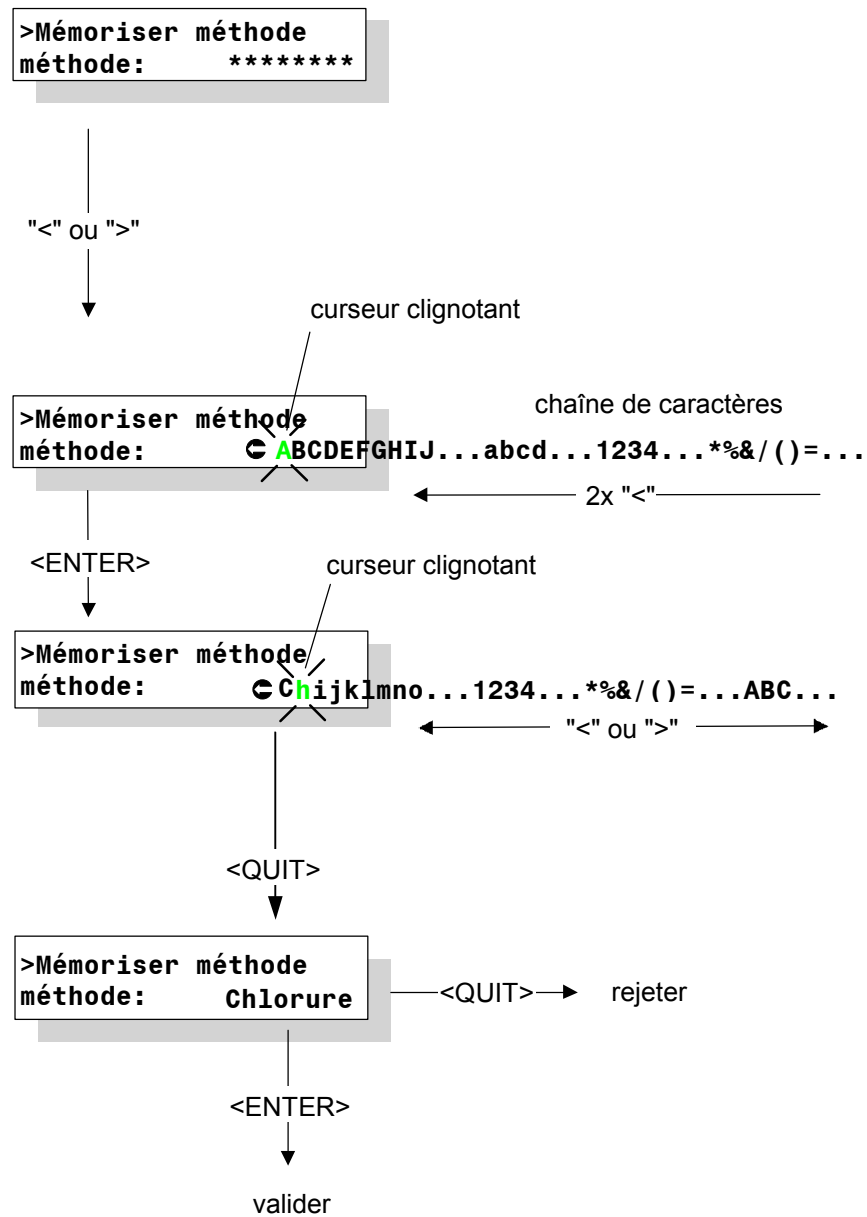 >Mémoriser méthode
méthode: ********
"<" ou ">"
curseur clignotant
>Mémoriser méthode
chaîne de caractères
méthode: ABCDEFGHIJ...abcd...1234...*%&/()=...
2x "<"
<ENTER>
curseur clignotant
>Mémoriser méthode
méthode: Chijklmno...1234...*%&/()=...ABC...
"<" ou ">"
<QUIT>
>Mémoriser méthode
méthode: Chlorure
<QUIT> rejeter
<ENTER>
valider